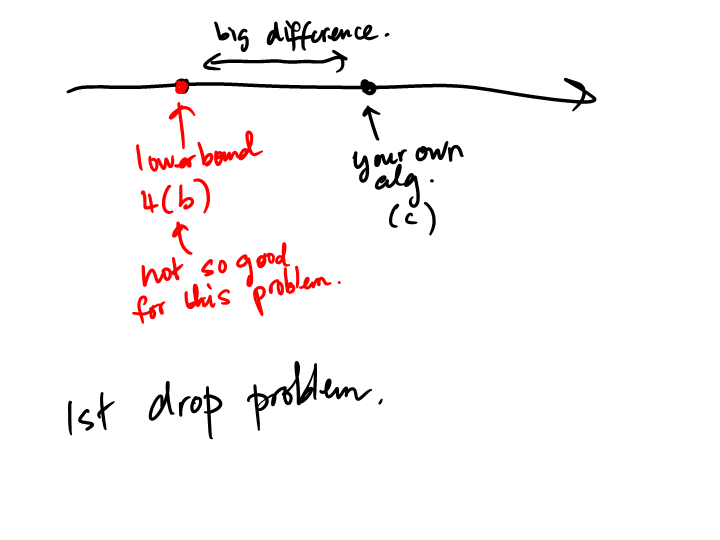 big difference.
lowerbound
4(b)
not so good
for this problem.
your own
alg.
(c)
1st drop problem.